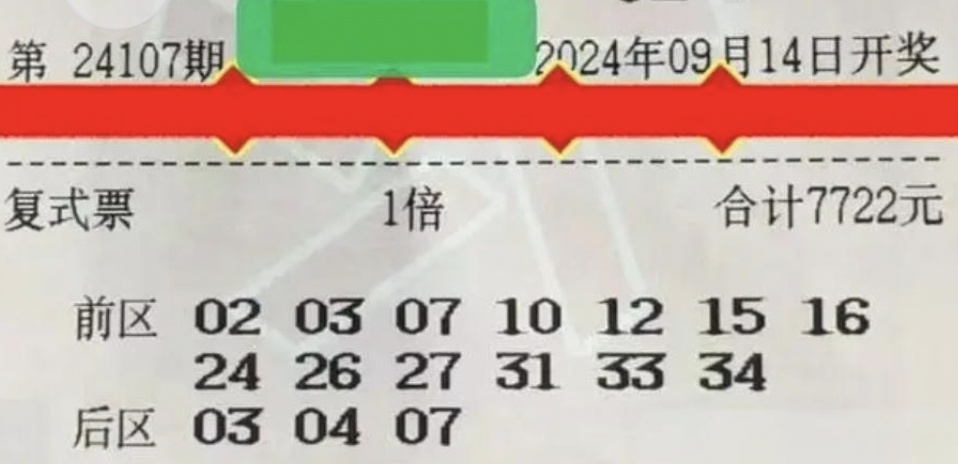 第 24107期 2024年09月14日开奖
复式票 1倍 合计7722元
前区 02 03 07 10 12 15 16
24 26 27 31 33 34
后区 03 04 07